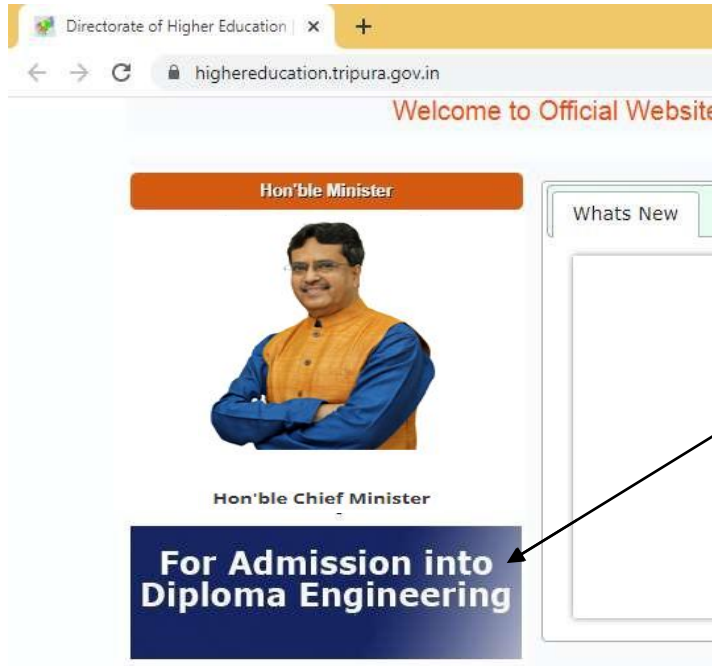 Directorate of Higher Education |
highereducation.tripura.gov.in
Welcome to Official Website
Hon'ble Minister
Whats New
Hon'ble Chief Minister
For Admission into
Diploma Engineering